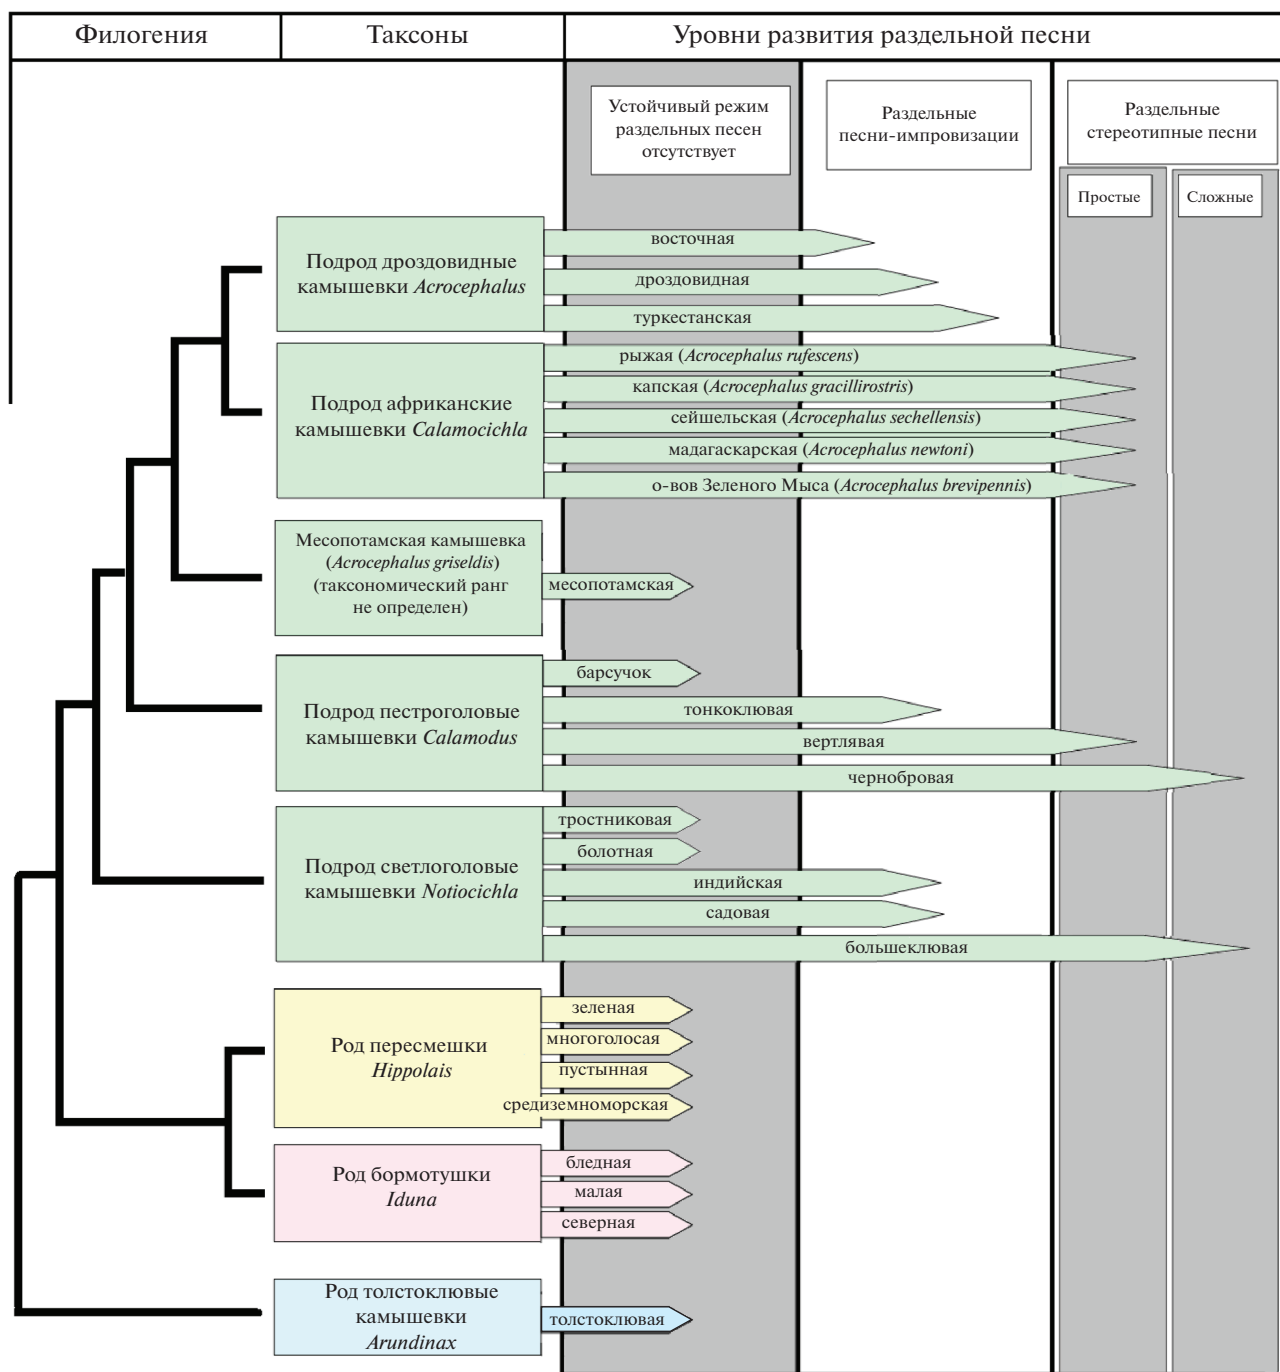 Филогения
Таксоны
Уровни развития раздельной песни
Устойчивый режим
раздельных песен
отсутствует
Раздельные
песни-импровизации
Раздельные
стереотипные песни
Простые
Сложные
Подрод дроздовидные
камышевки Acrocephalus
восточная
дроздовидная
туркестанская
Подрод африканские
камышевки Calamocichla
рыжая (Acrocephalus rufescens)
капская (Acrocephalus gracillirostris)
сейшельская (Acrocephalus sechellensis)
мадагаскарская (Acrocephalus newtoni)
о-вов Зеленого Мыса (Acrocephalus brevipennis)
Месопотамская камышевка
(Acrocephalus griseldis)
(таксономический ранг
не определен)
месопотамская
Подрод пестроголовые
камышевки Calamodus
барсучок
тонкоклювая
вертлявая
чернобровая
Подрод светлоголовые
камышевки Notiocichla
тростниковая
болотная
индийская
садовая
большеклювая
Род пересмешки
Hippolais
зеленая
многоголосая
пустынная
средиземноморская
Род бормотушки
Iduna
бледная
малая
северная
Род толстоклювые
камышевки
Arundinax
толстоклювая